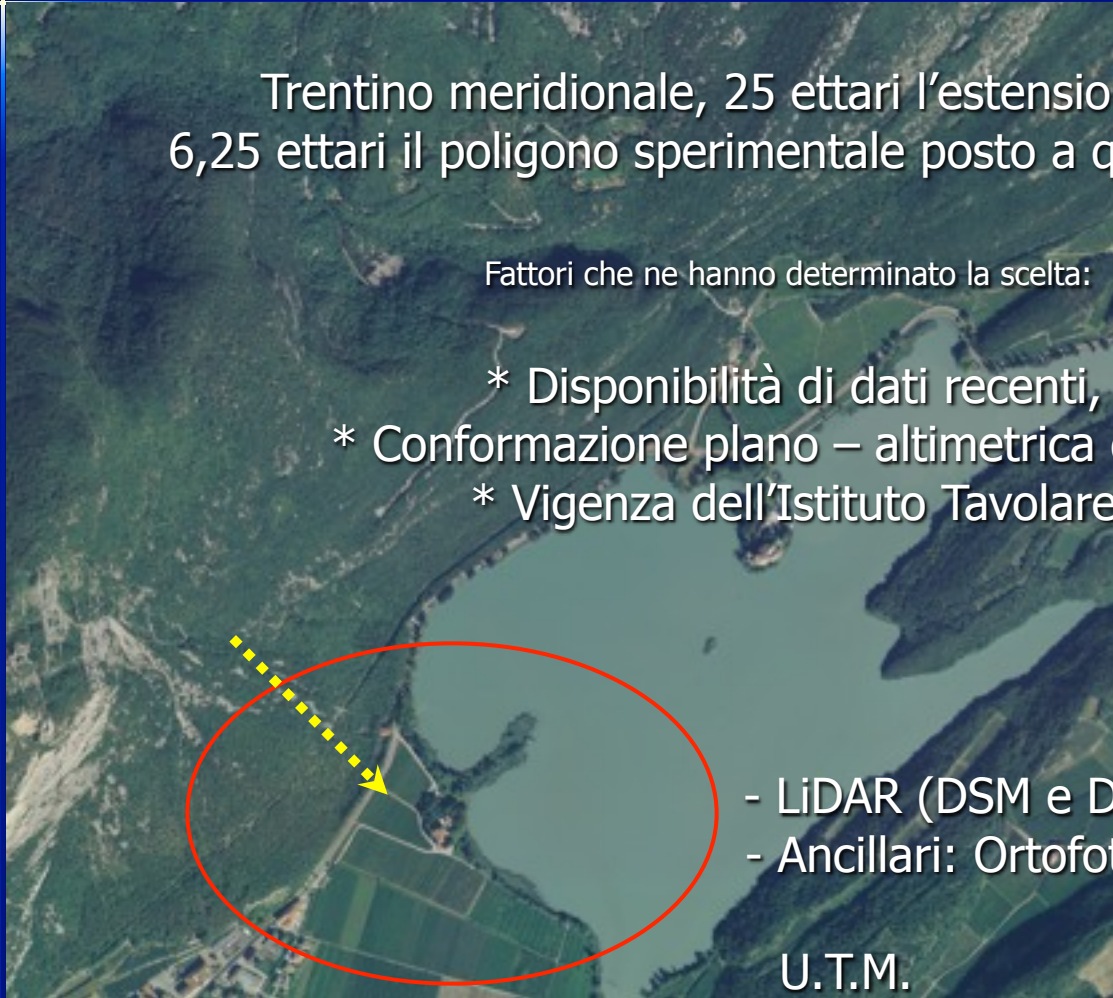 Trentino meridionale, 25 ettari l’estensio
6,25 ettari il poligono sperimentale posto a q
Fattori che ne hanno determinato la scelta:
* Disponibilità di dati recenti,
* Conformazione plano – altimetrica
* Vigenza dell’Istituto Tavolare
- LiDAR (DSM e D
- Ancillari: Ortofot
U.T.M.